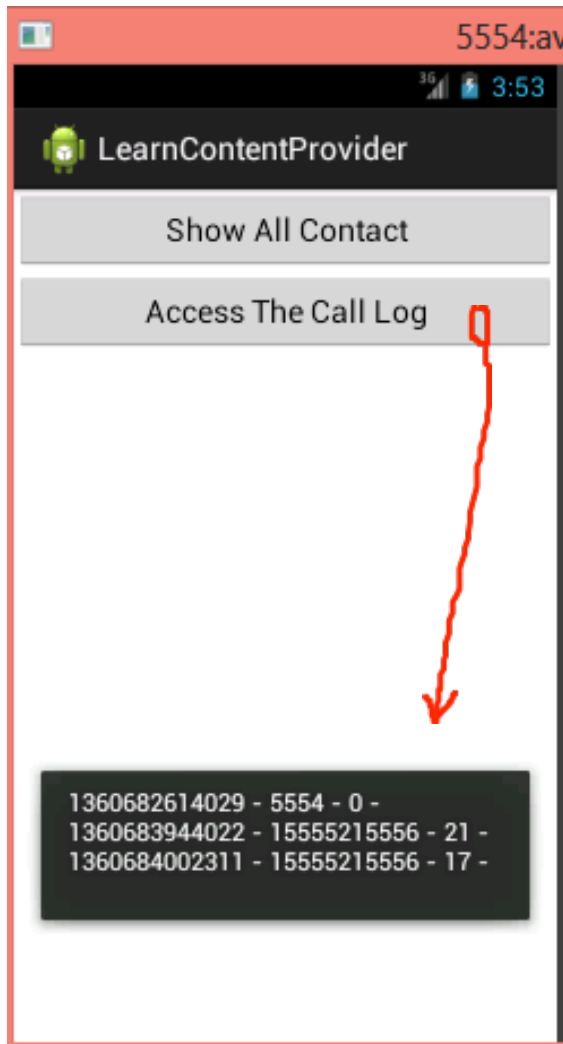 5554:av
3G 3:53
LearnContentProvider
Show All Contact
Access The Call Log
1360682614029 - 5554 - 0 -
1360683944022 - 15555215556 - 21 -
1360684002311 - 15555215556 - 17 -